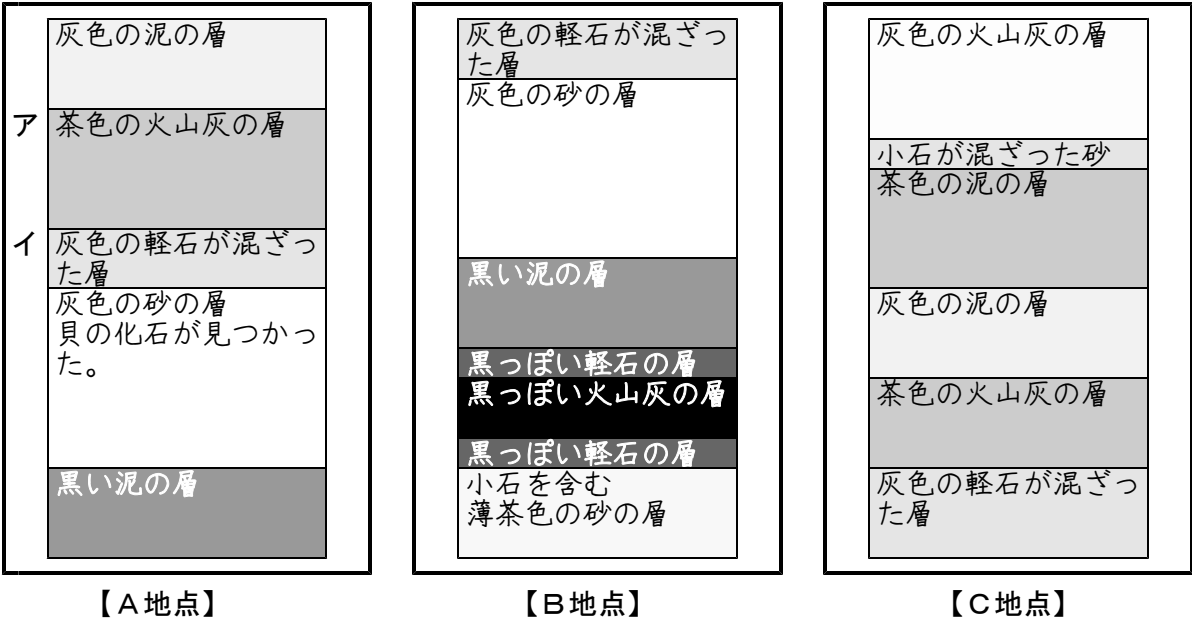 灰色の泥の層
ア
茶色の火山灰の層
イ
灰色の軽石が混ざっ
た層
灰色の砂の層
貝の化石が見つかっ
た。
黒い泥の層
【A地点】
灰色の軽石が混ざっ
た層
灰色の砂の層
黒い泥の層
黒っぽい軽石の層
黒っぽい火山灰の層
黒っぽい軽石の層
小石を含む
薄茶色の砂の層
【B地点】
灰色の火山灰の層
小石が混ざった砂
茶色の泥の層
灰色の泥の層
茶色の火山灰の層
灰色の軽石が混ざっ
た層
【C地点】